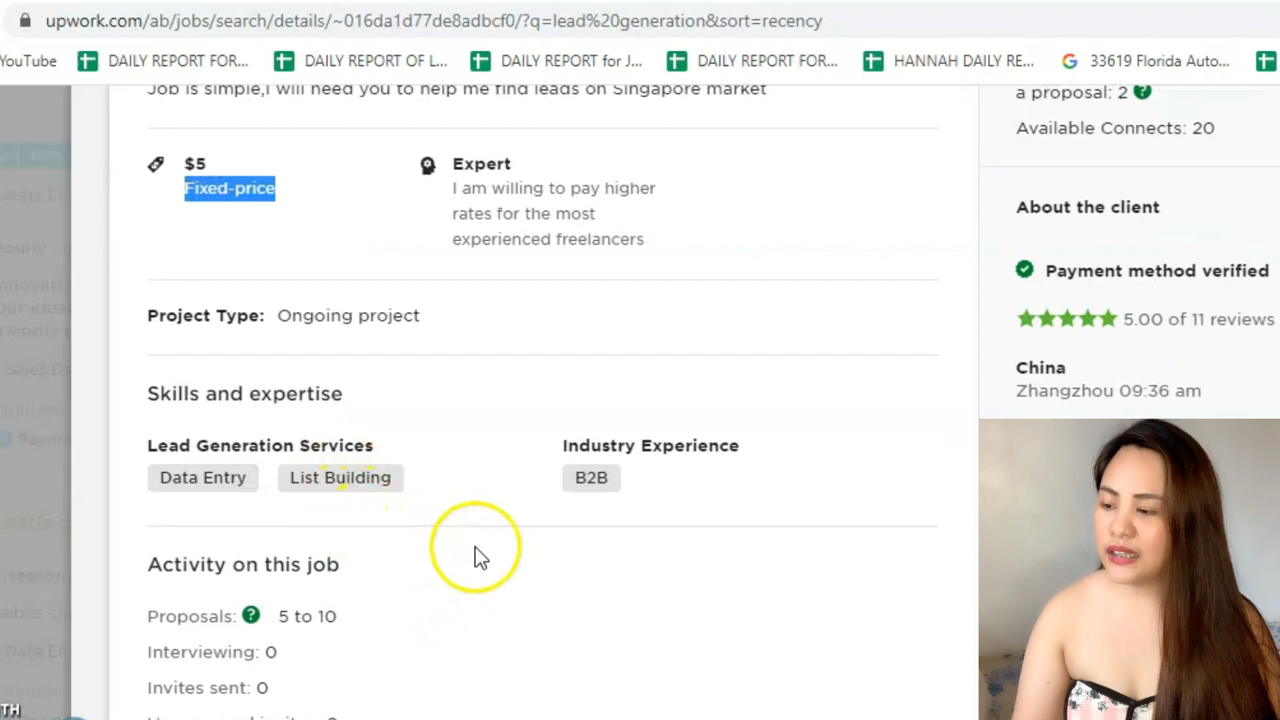 upwork.com/ab/jobs/search/details/~016da1d77de8adbcf0/?q=lead%20generation&sort=recency
YouTube DAILY REPORT FOR... DAILY REPORT OF L... DAILY REPORT for J... DAILY REPORT FOR... HANNAH DAILY RE... 33619 Florida Auto...
Job is simple,i will need you to help me find leads on Singapore market
$5
Fixed-price
Expert
I am willing to pay higher
rates for the most
experienced freelancers
Project Type: Ongoing project
Skills and expertise
Lead Generation Services
Data Entry List Building
Industry Experience
B2B
Activity on this job
Proposals: ? 5 to 10
Interviewing: 0
Invites sent: 0
a proposal: 2 ?
Available Connects: 20
About the client
Payment method verified
5.00 of 11 reviews
China
Zhangzhou 09:36 am
TH